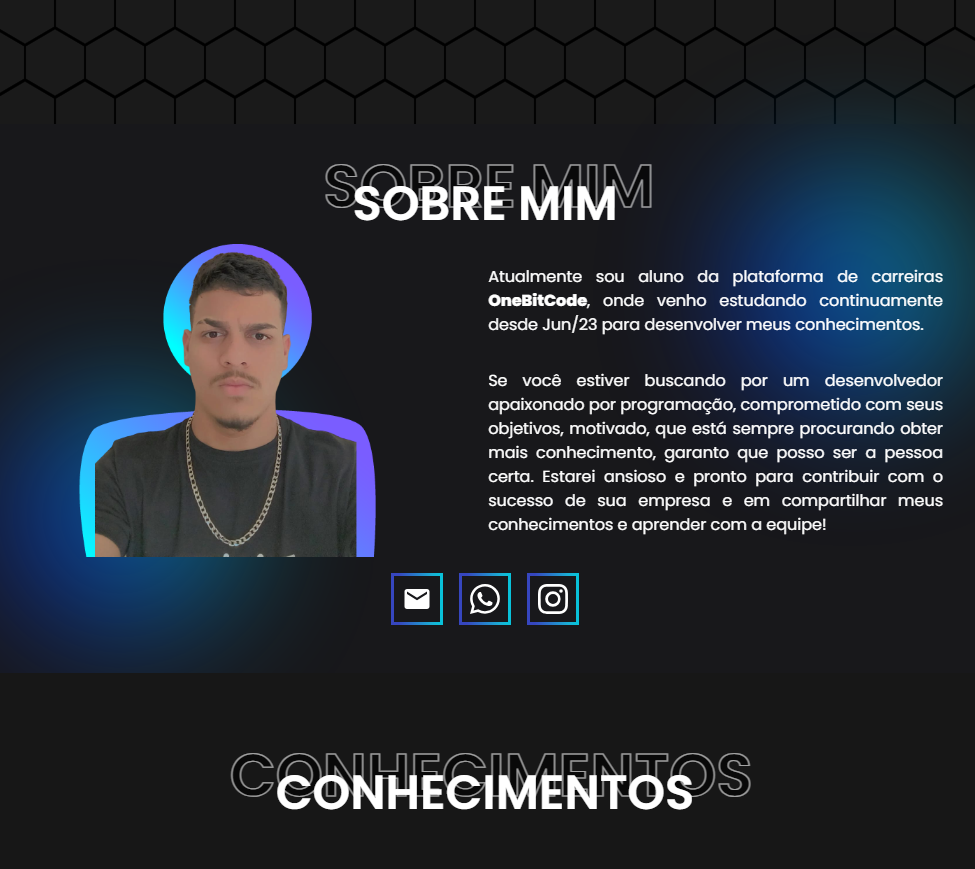 SOBRE MIM
SOBRE MIM
Atualmente sou aluno da plataforma de carreiras
OneBitCode, onde venho estudando continuamente
desde Jun/23 para desenvolver meus conhecimentos.
Se você estiver buscando por um desenvolvedor
apaixonado por programação, comprometido com seus
objetivos, motivado, que está sempre procurando obter
mais conhecimento, garanto que posso ser a pessoa
certa. Estarei ansioso e pronto para contribuir com o
sucesso de sua empresa e em compartilhar meus
conhecimentos e aprender com a equipe!
CONHECIMENTOS
CONHECIMENTOS